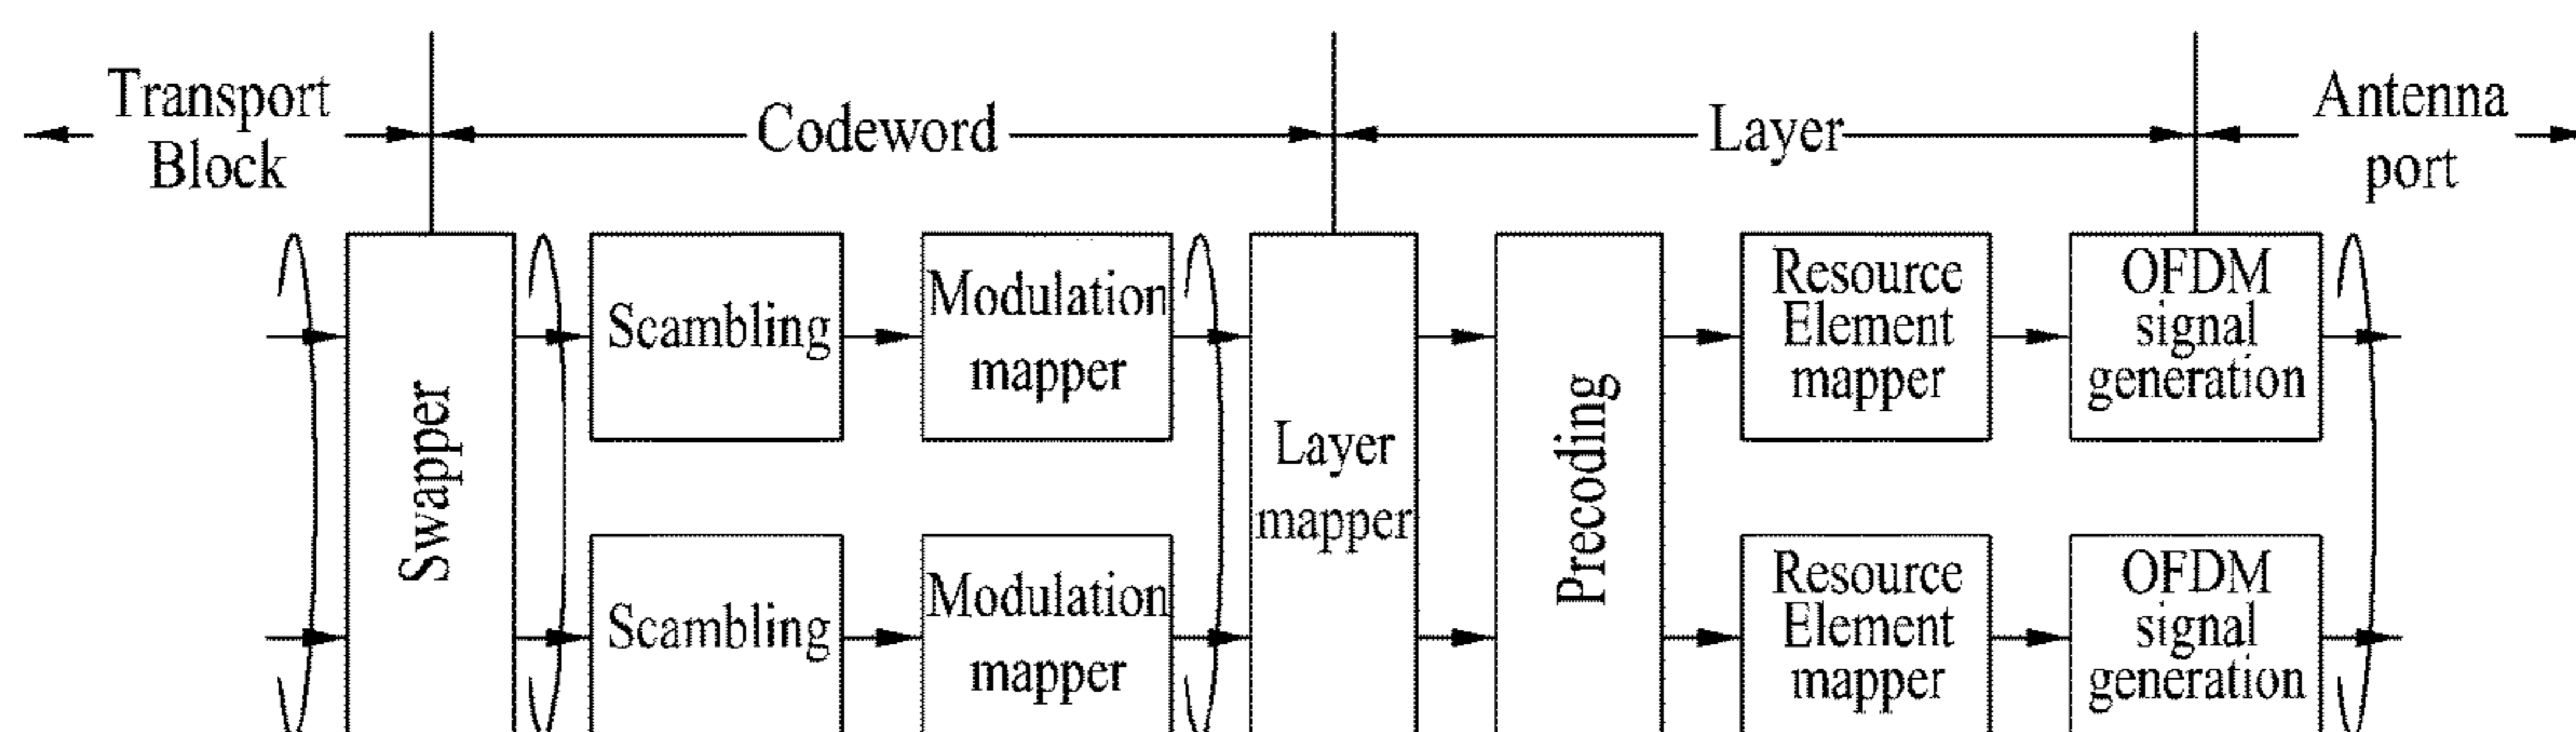 Transport
Block
Codeword
Layer
Antenna
port
Swapper
Scambling
Modulation
mapper
Layer
mapper
Precoding
Resource
Element
mapper
OFDM
signal
generation
Scambling
Modulation
mapper
Resource
Element
mapper
OFDM
signal
generation